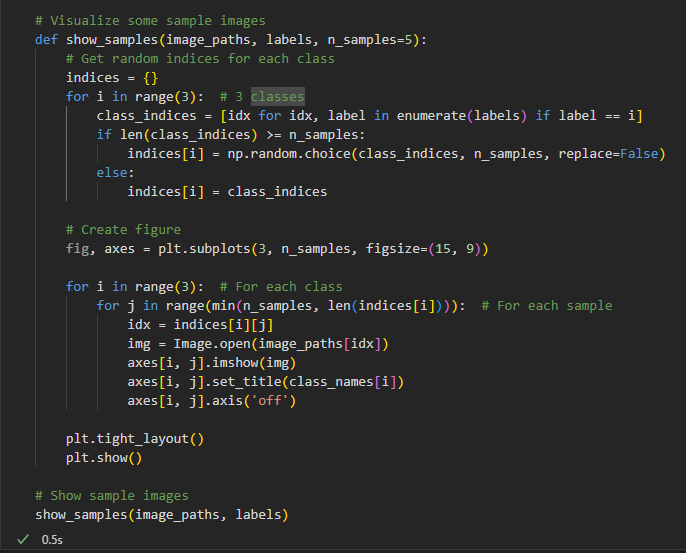 # Visualize some sample images
def show_samples(image_paths, labels, n_samples=5):
    # Get random indices for each class
    indices = {}
    for i in range(3):  # 3 classes
        class_indices = [idx for idx, label in enumerate(labels) if label == i]
        if len(class_indices) >= n_samples:
            indices[i] = np.random.choice(class_indices, n_samples, replace=False)
        else:
            indices[i] = class_indices

    # Create figure
    fig, axes = plt.subplots(3, n_samples, figsize=(15, 9))

    for i in range(3):  # For each class
        for j in range(min(n_samples, len(indices[i]))):  # For each sample
            idx = indices[i][j]
            img = Image.open(image_paths[idx])
            axes[i, j].imshow(img)
            axes[i, j].set_title(class_names[i])
            axes[i, j].axis('off')

    plt.tight_layout()
    plt.show()

# Show sample images
show_samples(image_paths, labels)
✓ 0.5s